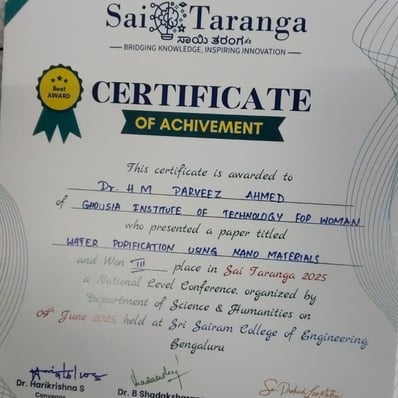 Sai Taranga
ಸಾಯಿ ತರಂಗ
BRIDGING KNOWLEDGE, INSPIRING INNOVATION
Best
AWARD
CERTIFICATE
OF ACHIVEMENT
This certificate is awarded to
Dr. H M PARVEEZ AHMED
of GHOUSIA INSTITUTE OF TECHNOLOGY FOR WOMAN
who presented a paper titled
WATER PURIFICATION USING NANO MATERIALS
and Won III place in Sai Taranga 2025
a National Level Conference, organized by
Department of Science & Humanities on
09th June 2025, held at Sri Sairam College of Engineering,
Bengaluru
Dr. Harikrishna S
Convenor
Dr. B Shadakshar